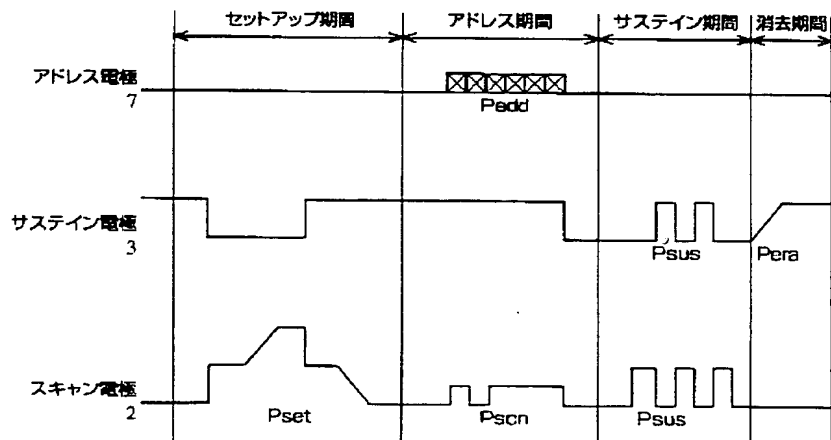 セットアップ期間 アドレス期間 サステイン期間 消去期間
アドレス電極
7
Padd
サステイン電極
3
Psus Pera
スキャン電極
2
Pset Pscn Psus